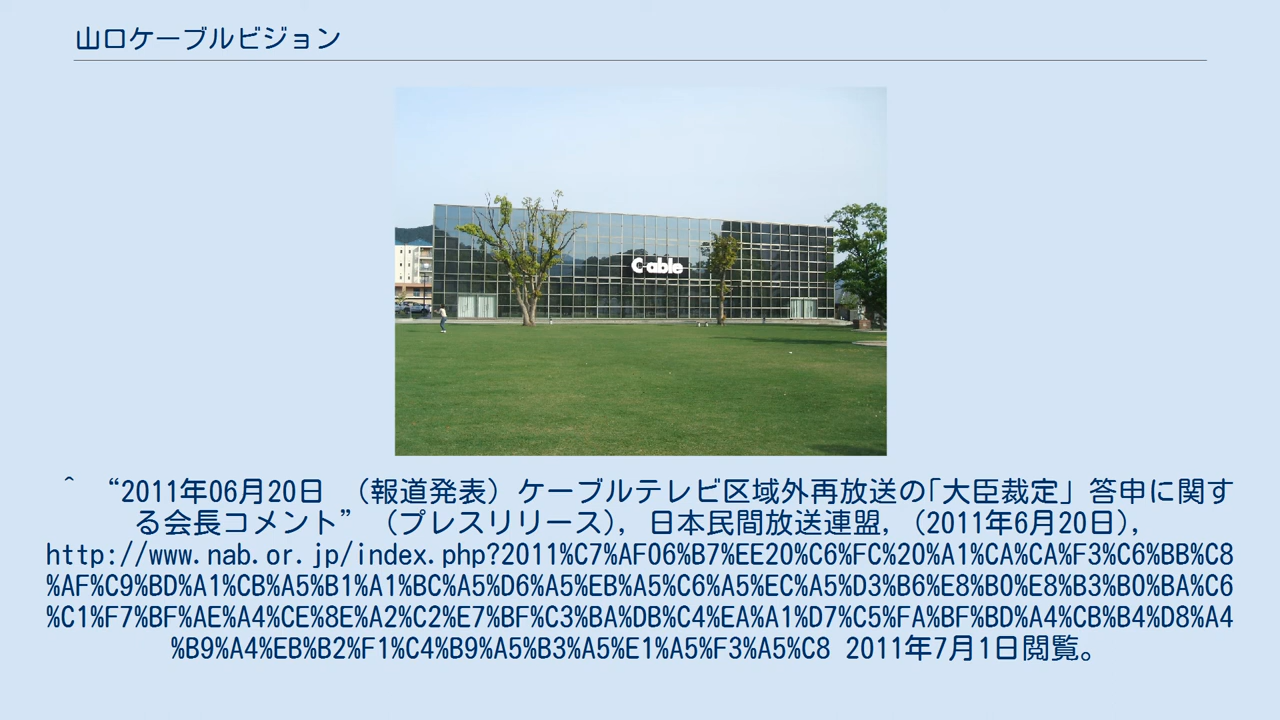 山口ケーブルビジョン
C-able
^ “2011年06月20日 （報道発表）ケーブルテレビ区域外再放送の「大臣裁定」答申に関す
る会長コメント” （プレスリリース）, 日本民間放送連盟, （2011年6月20日）,
http://www.nab.or.jp/index.php?2011%C7%AF06%B7%EE20%C6%FC%20%A1%CA%CA%F3%C6%BB%C8
%AF%C9%BD%A1%CB%A5%B1%A1%BC%A5%D6%A5%EB%A5%C6%A5%EC%A5%D3%B6%E8%B0%E8%B3%B0%BA%C6
%C1%F7%BF%AE%A4%CE%8E%A2%C2%E7%BF%C3%BA%DB%C4%EA%A1%D7%C5%FA%BF%BD%A4%CB%B4%D8%A4
%B9%A4%EB%B2%F1%C4%B9%A5%B3%A5%E1%A5%F3%A5%C8 2011年7月1日閲覧。